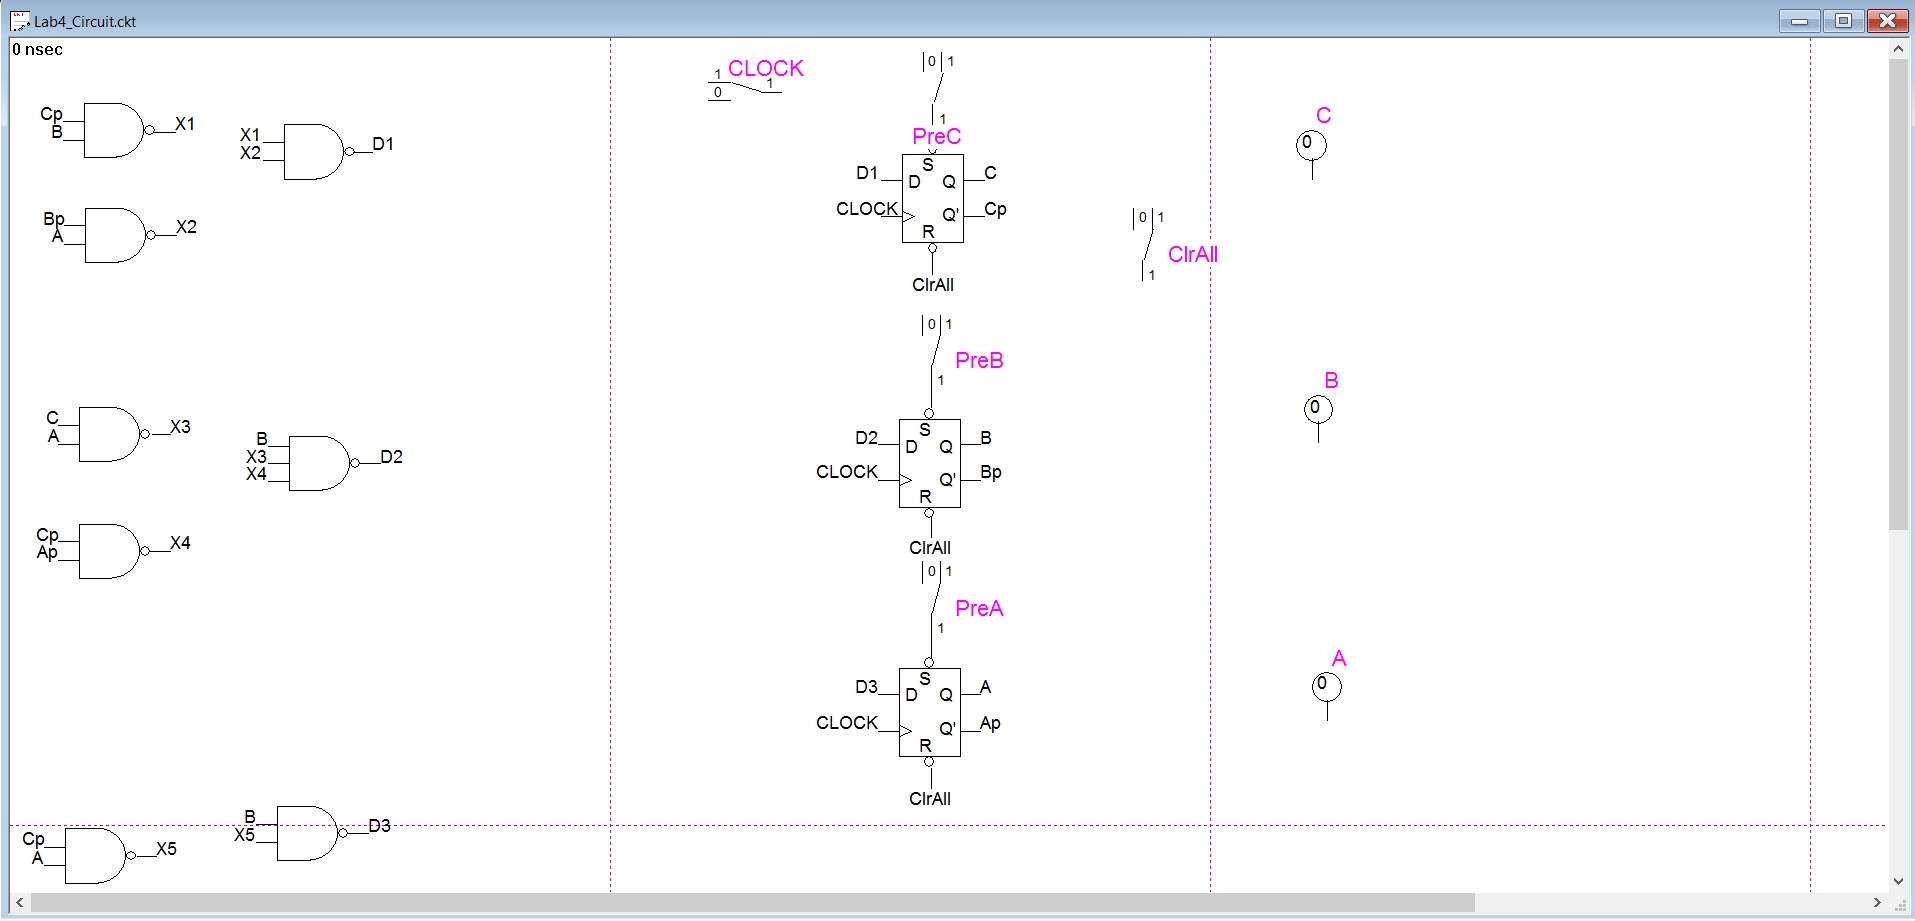 Lab4_Circuit.ckt
0 nsec
Cp
B
X1
X1
X2
D1
Bp
A
X2
C
A
X3
B
X3
X4
D2
Cp
Ap
X4
B
X5
D3
Cp
A
X5
1 CLOCK
0
1
0 1
1
PreC
S
D1 D Q C
CLOCK Q' Cp
R
ClrAll
0 1
1
ClrAll
0 1
PreB
1
S
D2 D Q B
CLOCK Q' Bp
R
ClrAll
0 1
PreA
1
S
D3 D Q A
CLOCK Q' Ap
R
ClrAll
C
0
B
0
A
0